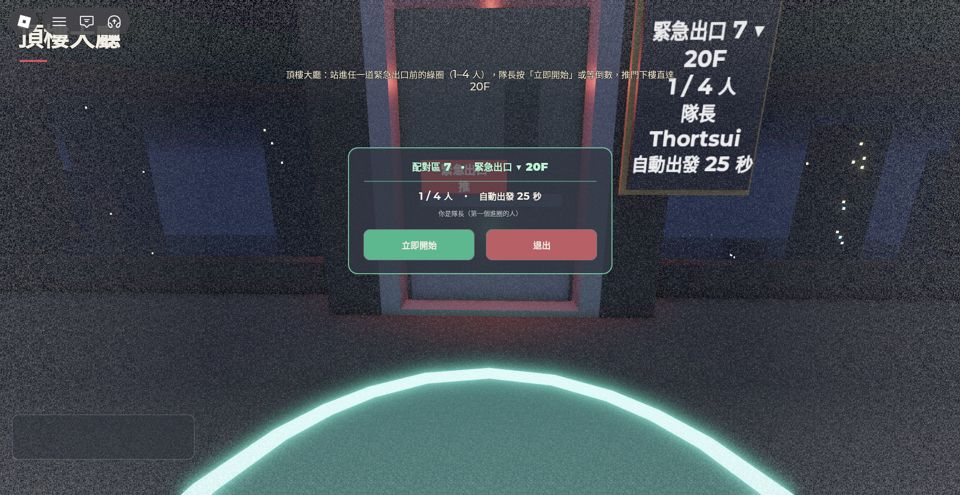 頂樓大廳
頂樓大廳：站進任一道緊急出口前的綠圈（1–4 人），隊長按「立即開始」或等倒數，推門下樓直達
20F
緊急出口 7 ▼
20F
1 / 4 人
隊長
Thortsui
自動出發 25 秒
配對區 7 • 緊急出口 ▼ 20F
緊急出口
推
1 / 4 人 • 自動出發 25 秒
你是隊長（第一個進圈的人）
立即開始
退出